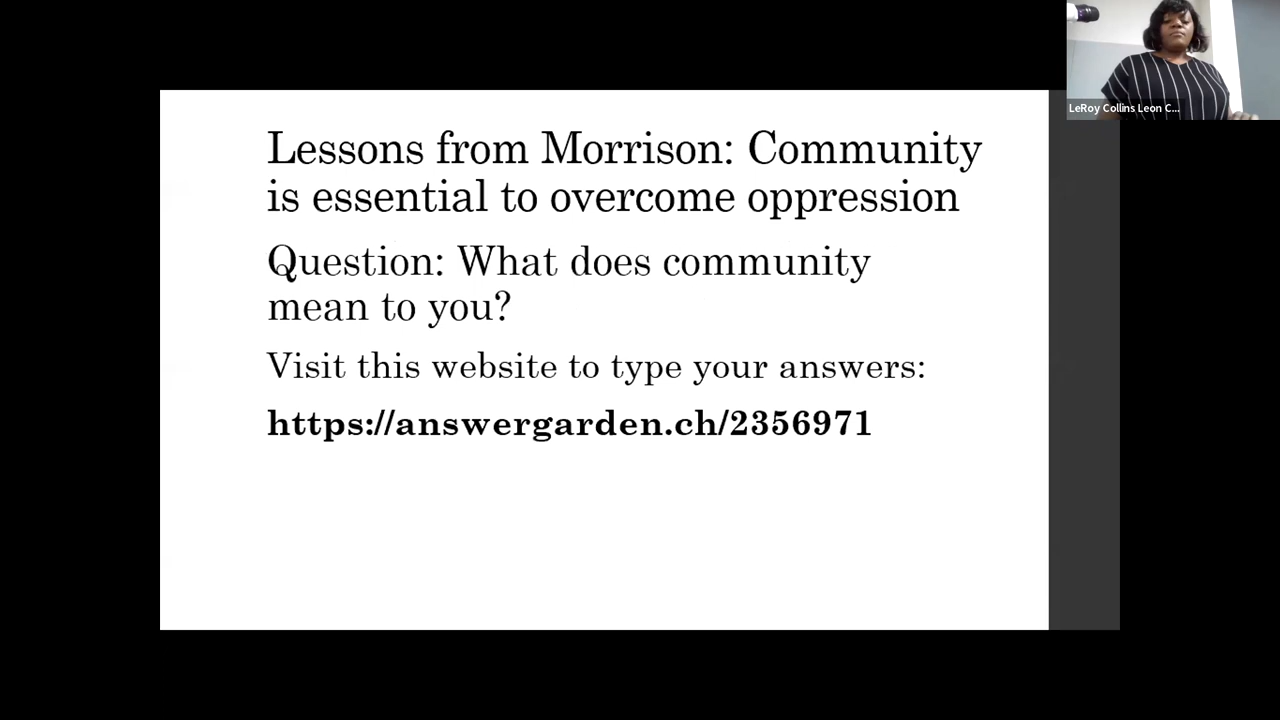 Lessons from Morrison: Community
is essential to overcome oppression
Question: What does community
mean to you?
Visit this website to type your answers:
https://answergarden.ch/2356971
LeRoy Collins Leon C...